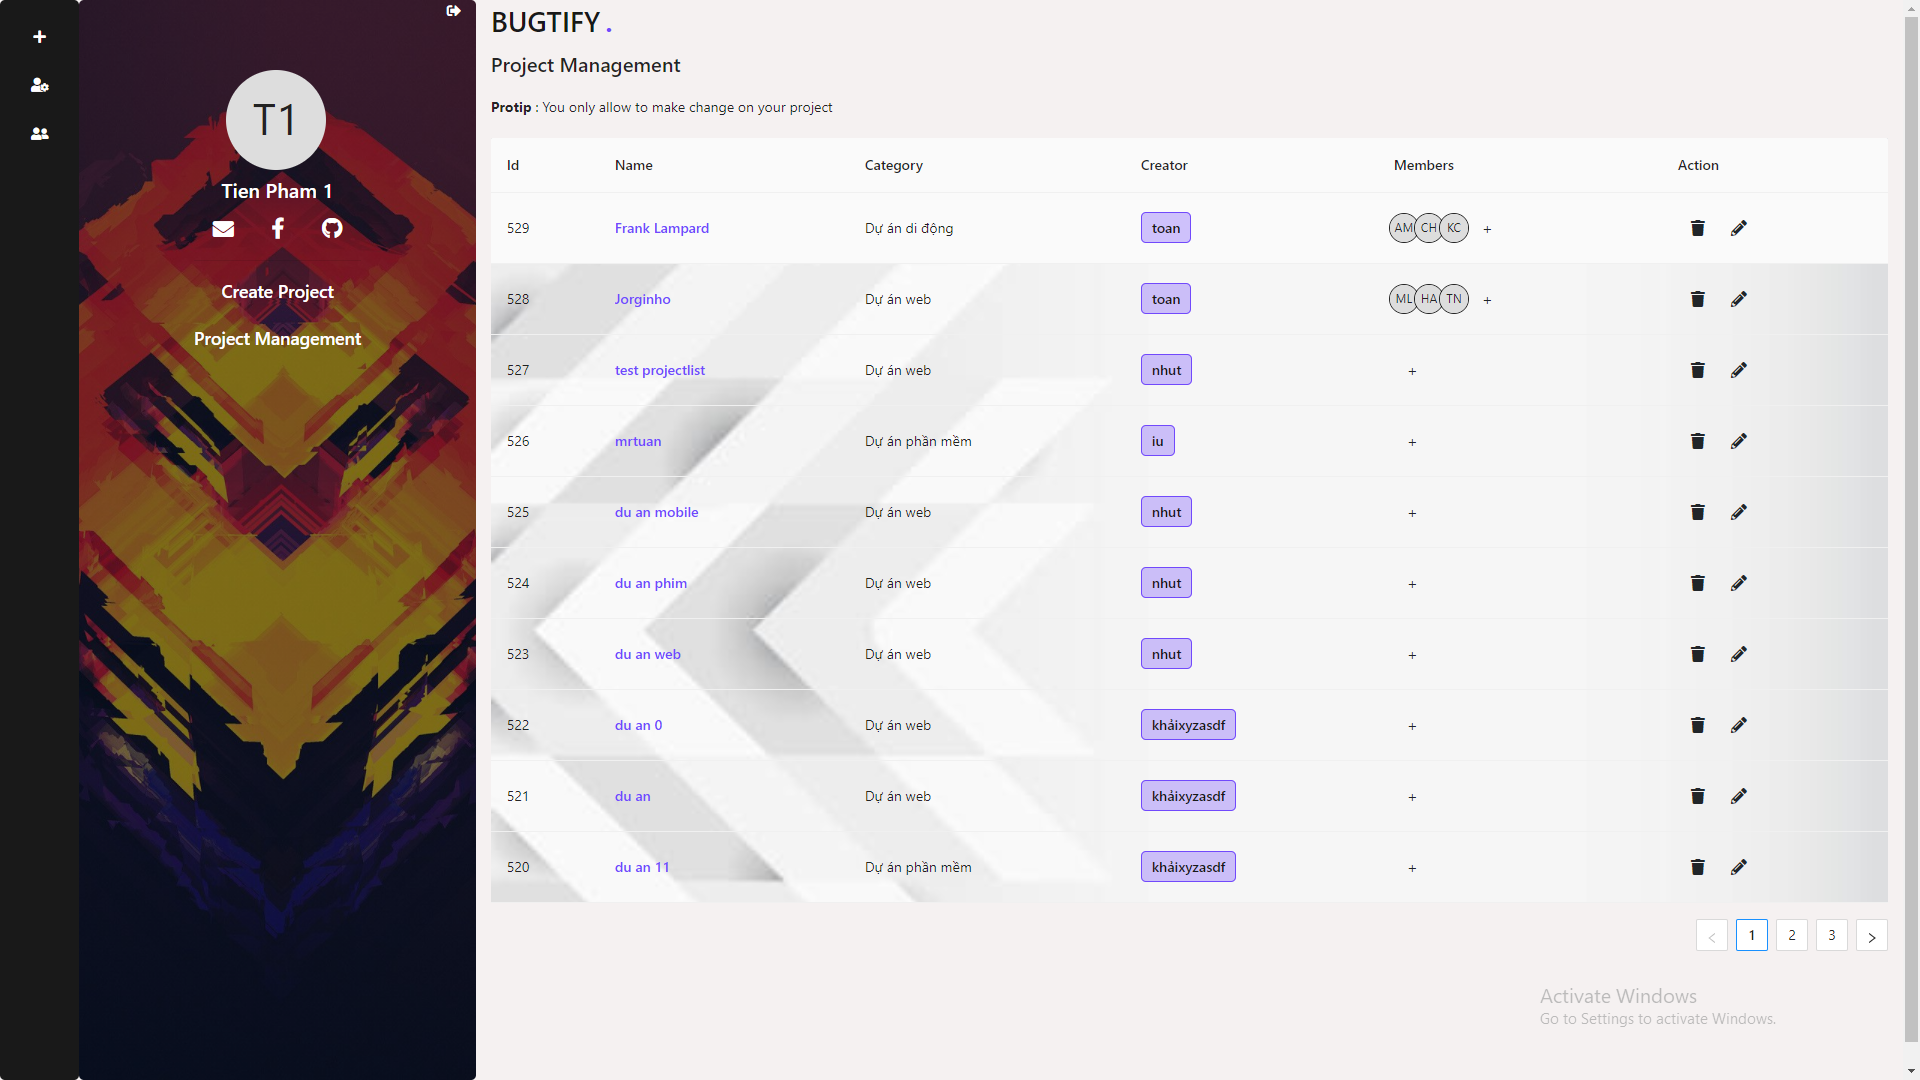 T1
Tien Pham 1
Create Project
Project Management
BUGTIFY .
Project Management
Protip : You only allow to make change on your project
Id Name Category Creator Members Action
529 Frank Lampard Dự án di động toan AM CH KC +
528 Jorginho Dự án web toan ML HA TN +
527 test projectlist Dự án web nhut +
526 mrtuan Dự án phần mềm iu +
525 du an mobile Dự án web nhut +
524 du an phim Dự án web nhut +
523 du an web Dự án web nhut +
522 du an 0 Dự án web khảixyzasdf +
521 du an Dự án web khảixyzasdf +
520 du an 11 Dự án phần mềm khảixyzasdf +
< 1 2 3 >
Activate Windows
Go to Settings to activate Windows.